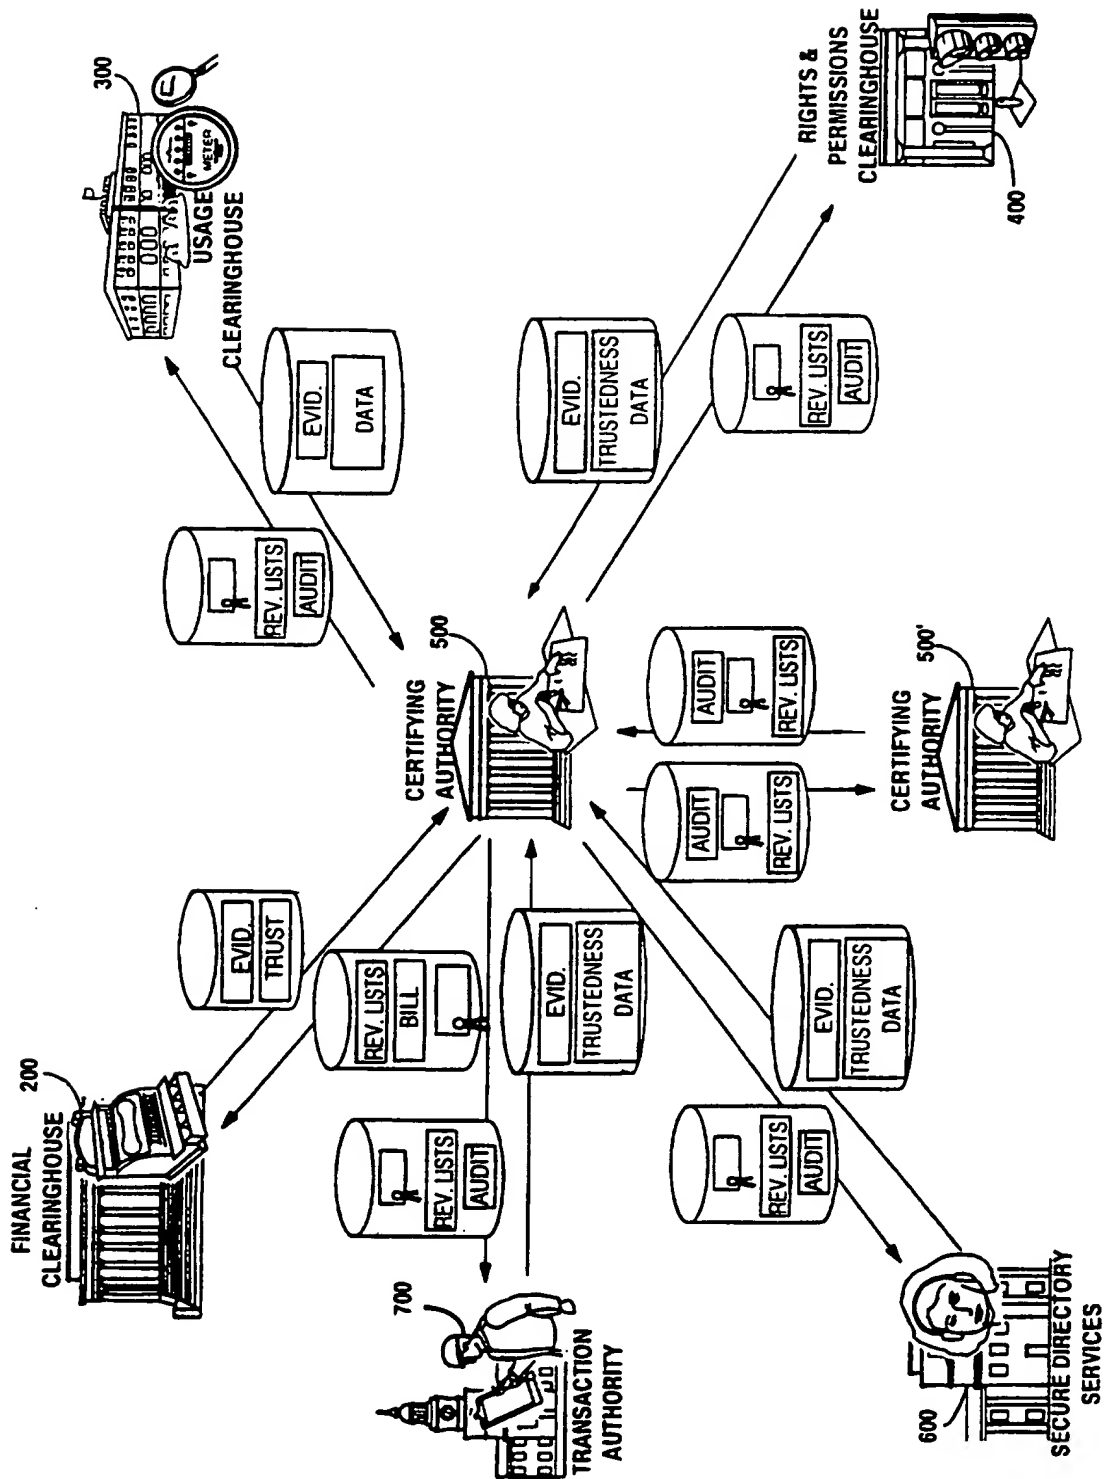 FINANCIAL
CLEARINGHOUSE
200
300
USAGE
CLEARINGHOUSE
METER
EVID.
TRUST
REV. LISTS
AUDIT
EVID.
DATA
REV. LISTS
BILL
REV. LISTS
AUDIT
700
TRANSACTION
AUTHORITY
CERTIFYING
AUTHORITY
500
EVID.
TRUSTEDNESS
DATA
EVID.
TRUSTEDNESS
DATA
AUDIT
REV. LISTS
AUDIT
REV. LISTS
REV. LISTS
AUDIT
REV. LISTS
AUDIT
EVID.
TRUSTEDNESS
DATA
RIGHTS &
PERMISSIONS
CLEARINGHOUSE
400
CERTIFYING
AUTHORITY
500'
600
SECURE DIRECTORY
SERVICES